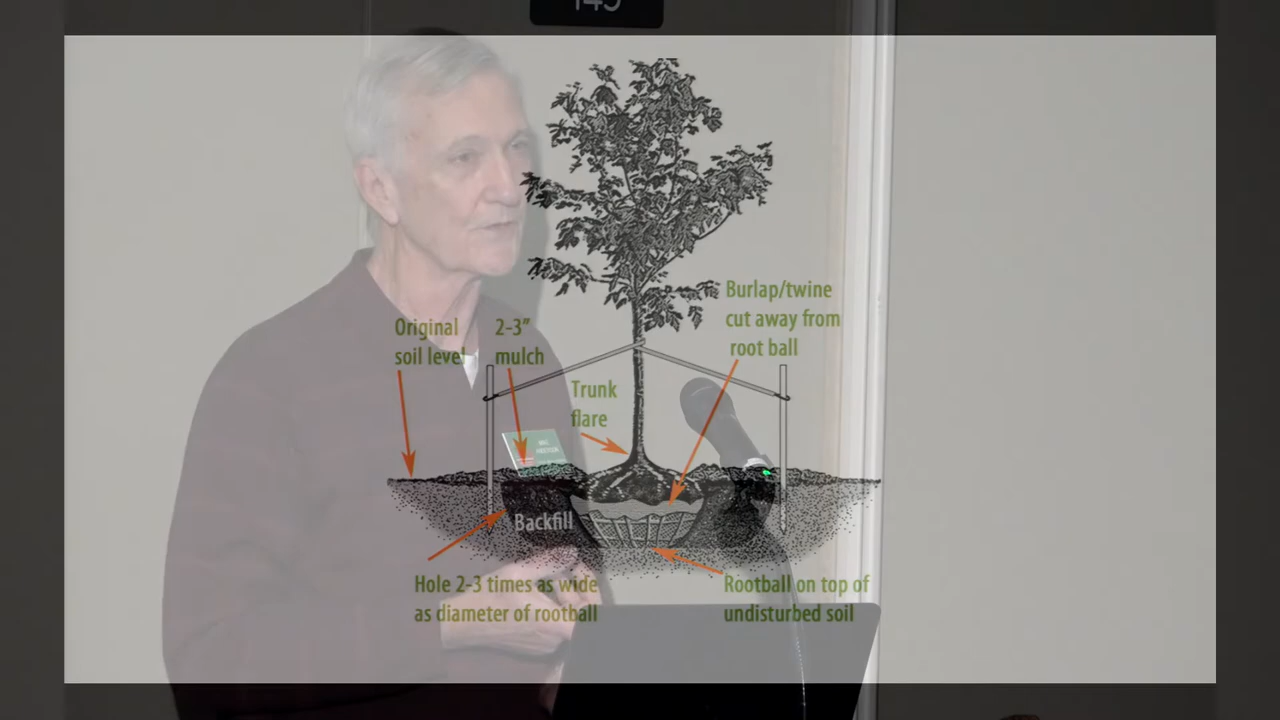 145
Burlap/twine
cut away from
root ball
Original
soil level
2-3"
mulch
Trunk
flare
Backfill
Hole 2-3 times as wide
as diameter of rootball
Rootball on top of
undisturbed soil